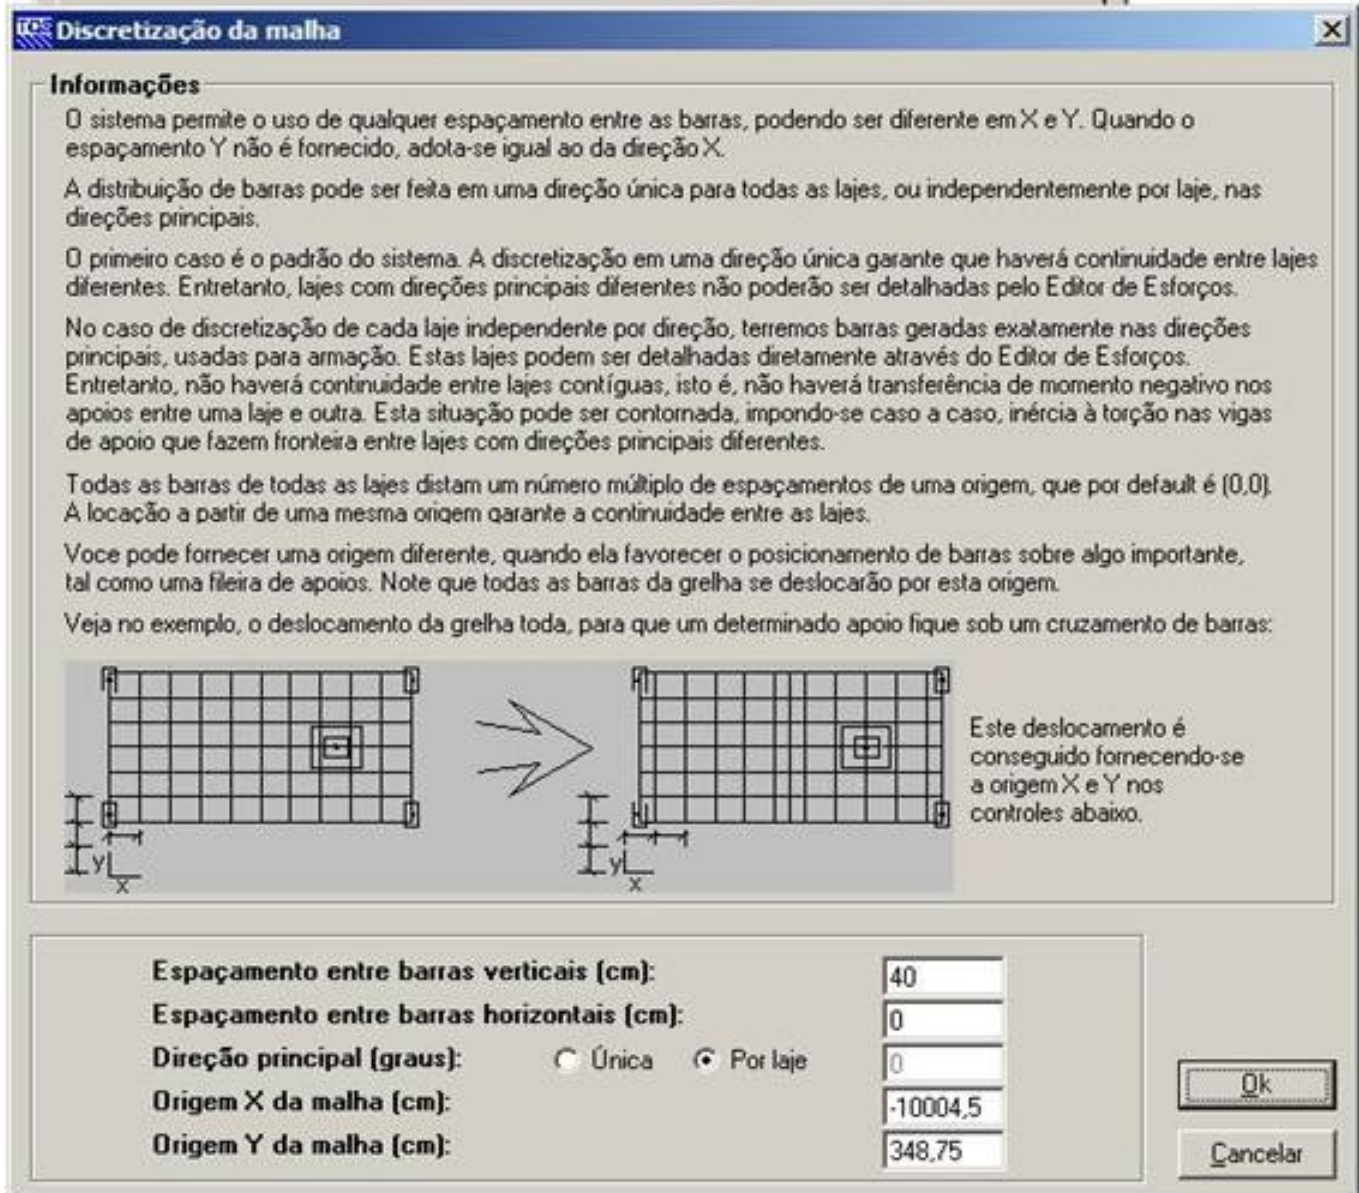 TQS Discretização da malha
Informações
O sistema permite o uso de qualquer espaçamento entre as barras, podendo ser diferente em X e Y. Quando o
espaçamento Y não é fornecido, adota-se igual ao da direção X.
A distribuição de barras pode ser feita em uma direção única para todas as lajes, ou independentemente por laje, nas
direções principais.
O primeiro caso é o padrão do sistema. A discretização em uma direção única garante que haverá continuidade entre lajes
diferentes. Entretanto, lajes com direções principais diferentes não poderão ser detalhadas pelo Editor de Esforços.
No caso de discretização de cada laje independente por direção, terremos barras geradas exatamente nas direções
principais, usadas para armação. Estas lajes podem ser detalhadas diretamente através do Editor de Esforços.
Entretanto, não haverá continuidade entre lajes contíguas, isto é, não haverá transferência de momento negativo nos
apoios entre uma laje e outra. Esta situação pode ser contornada, impondo-se caso a caso, inércia à torção nas vigas
de apoio que fazem fronteira entre lajes com direções principais diferentes.
Todas as barras de todas as lajes distam um número múltiplo de espaçamentos de uma origem, que por default é (0,0).
A locação a partir de uma mesma origem garante a continuidade entre as lajes.
Voce pode fornecer uma origem diferente, quando ela favorecer o posicionamento de barras sobre algo importante,
tal como uma fileira de apoios. Note que todas as barras da grelha se deslocarão por esta origem.
Veja no exemplo, o deslocamento da grelha toda, para que um determinado apoio fique sob um cruzamento de barras:
y
x
y
x
Este deslocamento é
conseguido fornecendo-se
a origem X e Y nos
controles abaixo.
Espaçamento entre barras verticais (cm): 40
Espaçamento entre barras horizontais (cm): 0
Direção principal (graus): Única Por laje 0
Origem X da malha (cm): -10004,5
Origem Y da malha (cm): 348,75
Ok
Cancelar